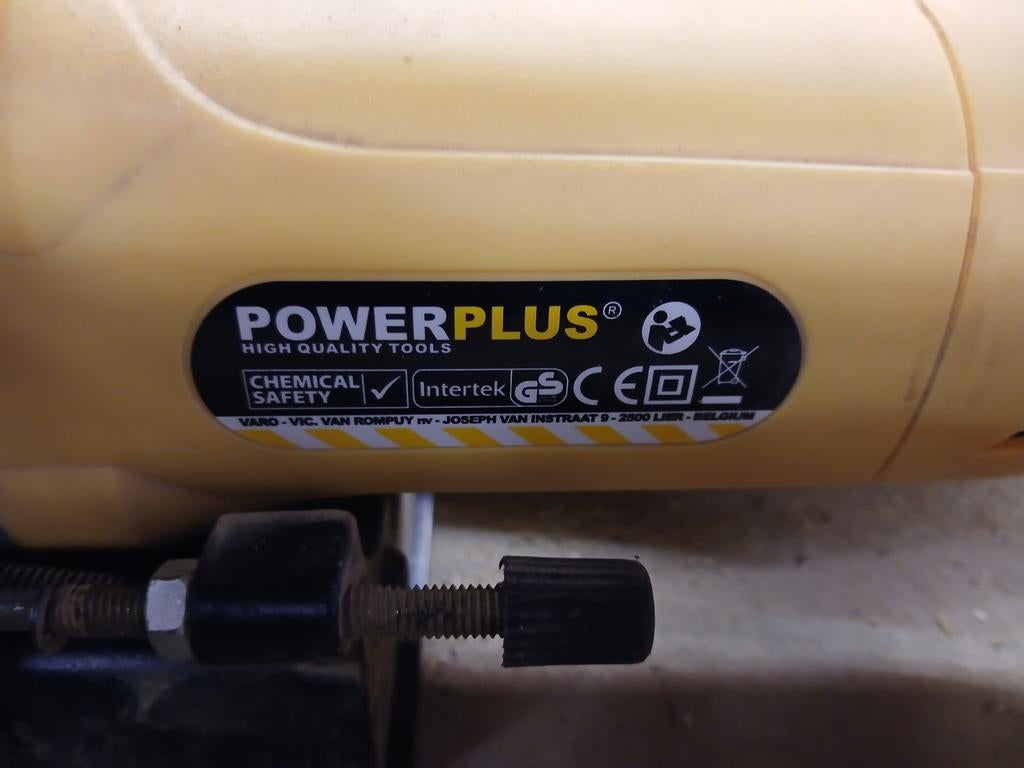 POWERPLUS®
HIGH QUALITY TOOLS
CHEMICAL
SAFETY
Intertek GS CE
VARO - VIC. VAN ROMPUY nv - JOSEPH VAN INSTRAAT 9 - 2500 LIER - BELGIUM